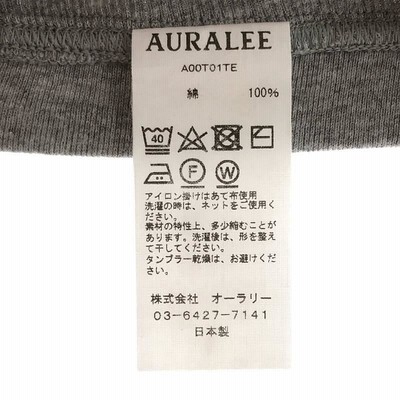 AURALEE
A00T01TE
綿 100%
40
F W
アイロン掛けはあて布使用
洗濯の時は、ネットをご使用く
ださい。
素材の特性上、多少縮むことが
あります。洗濯後は、形を整え
て干してください。
タンブラー乾燥は、お避けくだ
さい。
株式会社 オーラリー
03-6427-7141
日本製